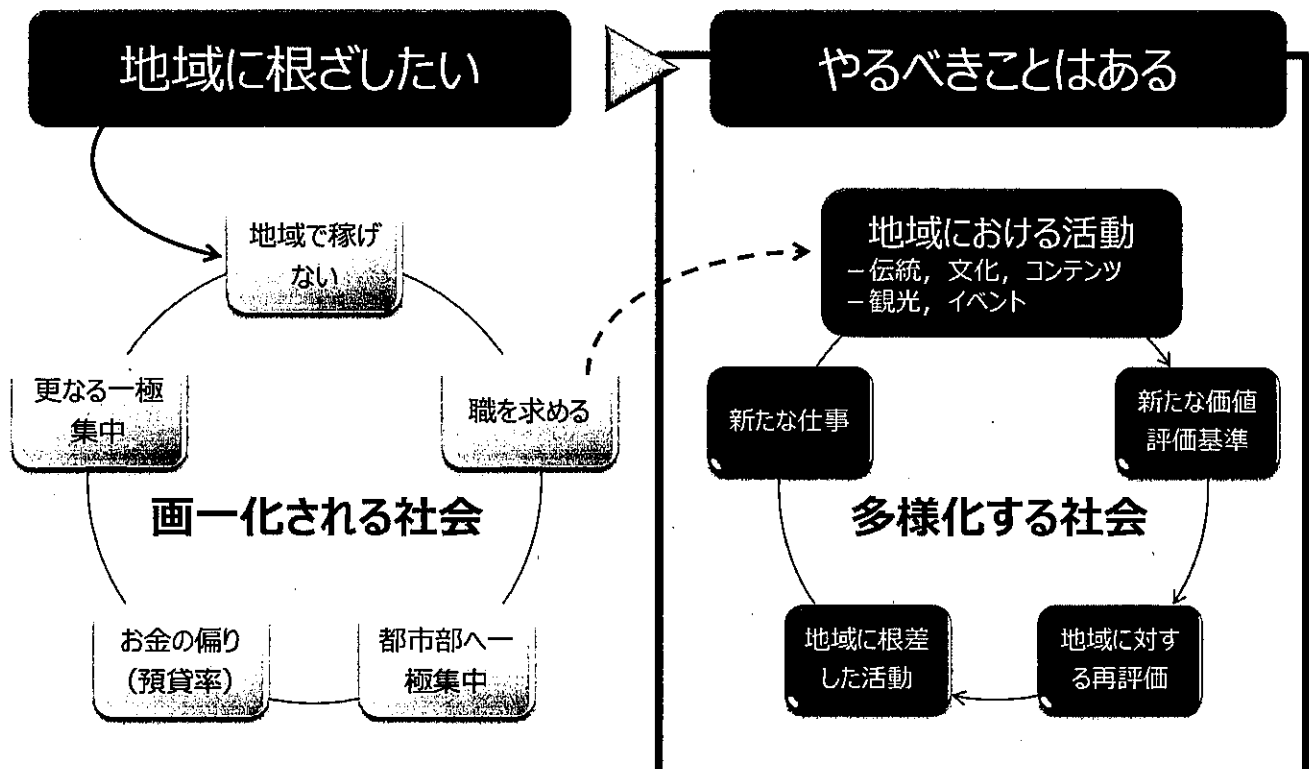 地域に根ざしたい
やるべきことはある
地域で稼げ
ない
職を求める
都市部へ一
極集中
お金の偏り
(預貸率)
更なる一極
集中
画一化される社会
地域における活動
－伝統, 文化, コンテンツ
－観光, イベント
新たな価値
評価基準
地域に対す
る再評価
地域に根差
した活動
新たな仕事
多様化する社会